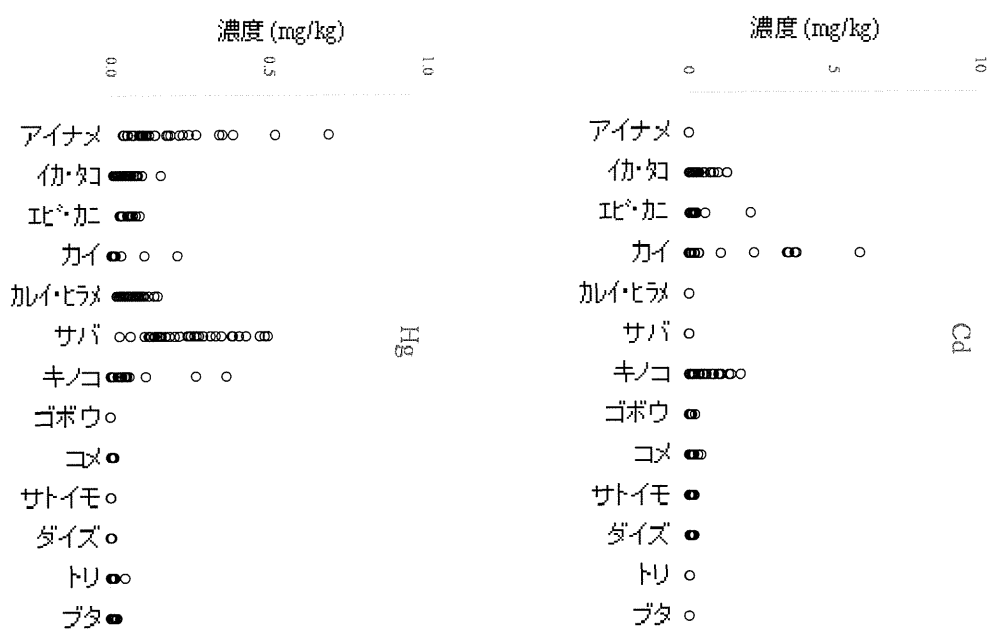 濃度 (mg/kg)
0.0
0.5
1.0
アイナメ
イカ・タコ
エビ・カニ
カイ
カレイ・ヒラメ
サバ
キノコ
ゴボウ
コメ
サトイモ
ダイズ
トリ
ブタ
Hg
濃度 (mg/kg)
0
5
10
アイナメ
イカ・タコ
エビ・カニ
カイ
カレイ・ヒラメ
サバ
キノコ
ゴボウ
コメ
サトイモ
ダイズ
トリ
ブタ
Cd